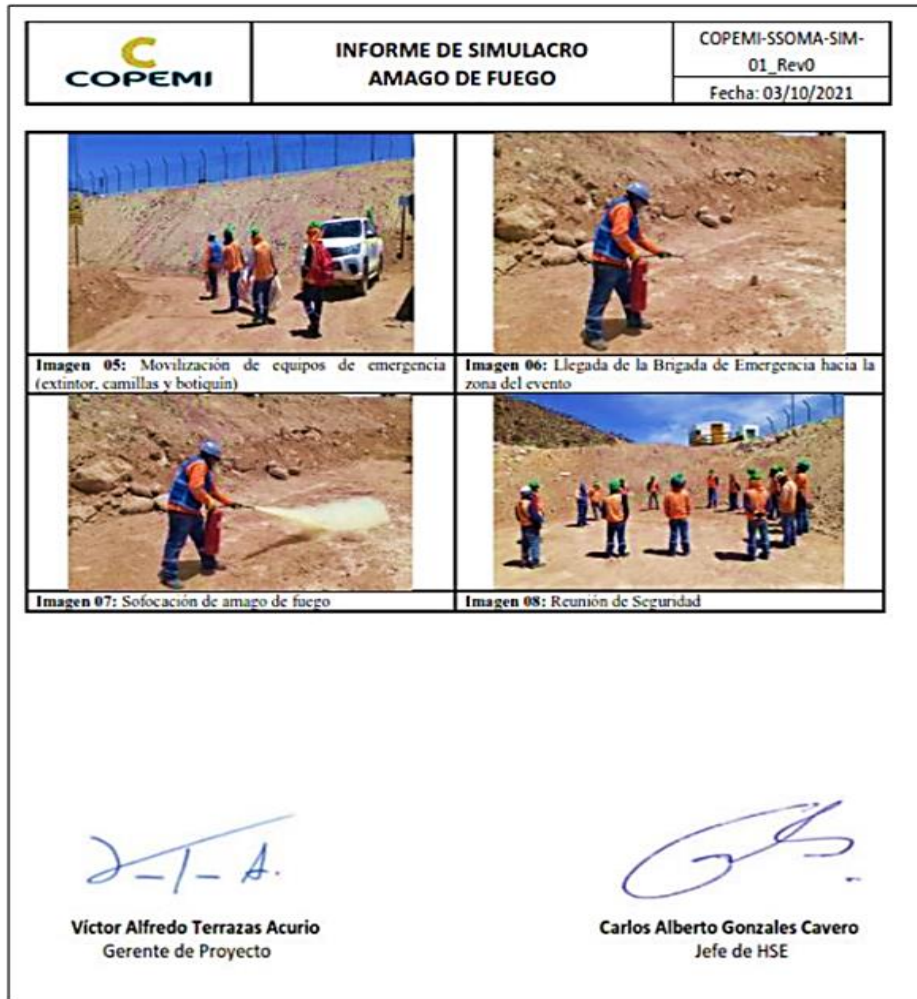 COPEMI
INFORME DE SIMULACRO
AMAGO DE FUEGO
COPEMI-SSOMA-SIM-
01_Rev0
Fecha: 03/10/2021
Imagen 05: Movilización de equipos de emergencia
(extintor, camillas y botiquín)
Imagen 06: Llegada de la Brigada de Emergencia hacia la
zona del evento
Imagen 07: Sofocación de amago de fuego
Imagen 08: Reunión de Seguridad
Víctor Alfredo Terrazas Acurio
Gerente de Proyecto
Carlos Alberto Gonzales Cavero
Jefe de HSE